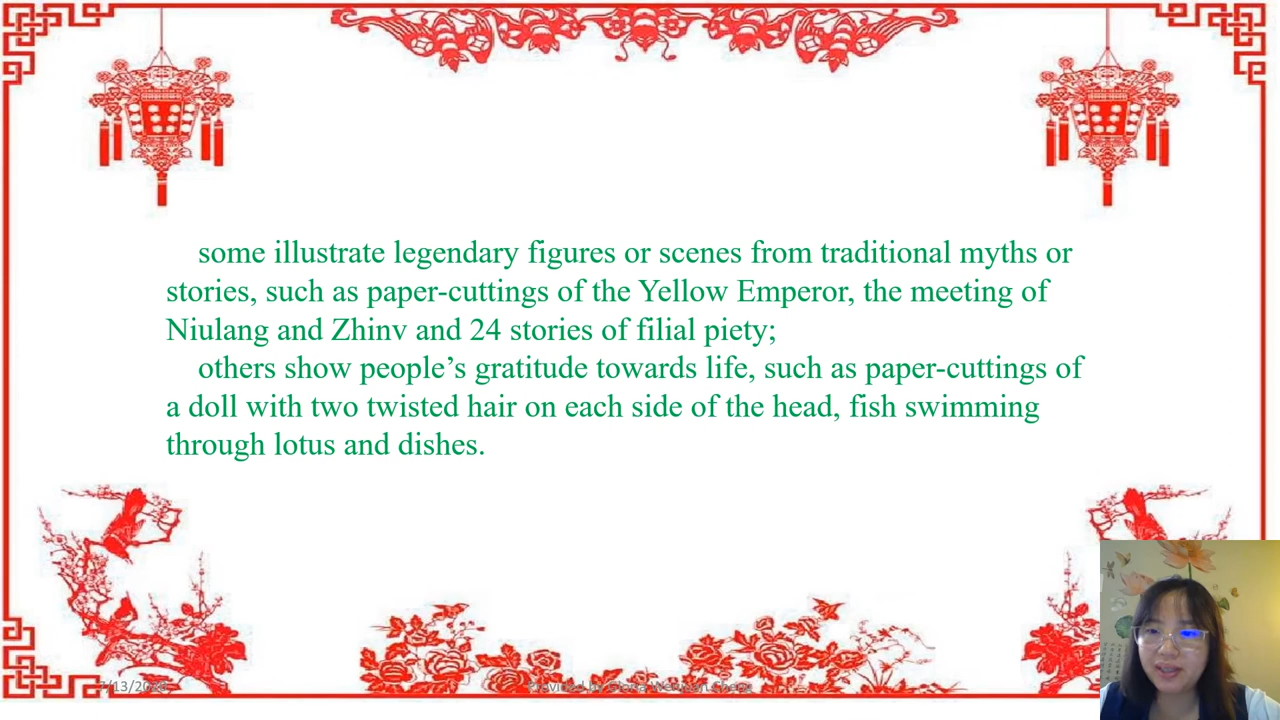 some illustrate legendary figures or scenes from traditional myths or
stories, such as paper-cuttings of the Yellow Emperor, the meeting of
Niulang and Zhinv and 24 stories of filial piety;
others show people’s gratitude towards life, such as paper-cuttings of
a doll with two twisted hair on each side of the head, fish swimming
through lotus and dishes.